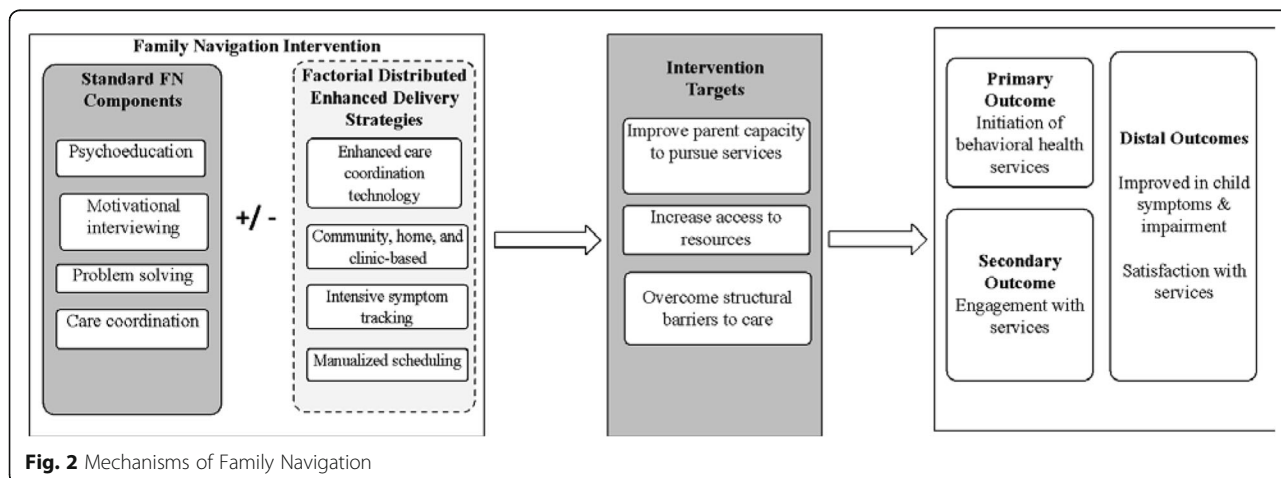 Family Navigation Intervention
Standard FN
Components
Psychoeducation
Motivational
interviewing
Problem solving
Care coordination
+/ -
Factorial Distributed
Enhanced Delivery
Strategies
Enhanced care
coordination
technology
Community, home, and
clinic-based
Intensive symptom
tracking
Manualized scheduling
Intervention
Targets
Improve parent capacity
to pursue services
Increase access to
resources
Overcome structural
barriers to care
Primary
Outcome
Initiation of
behavioral health
services
Secondary
Outcome
Engagement with
services
Distal Outcomes
Improved in child
symptoms &
impairment
Satisfaction with
services
Fig. 2 Mechanisms of Family Navigation